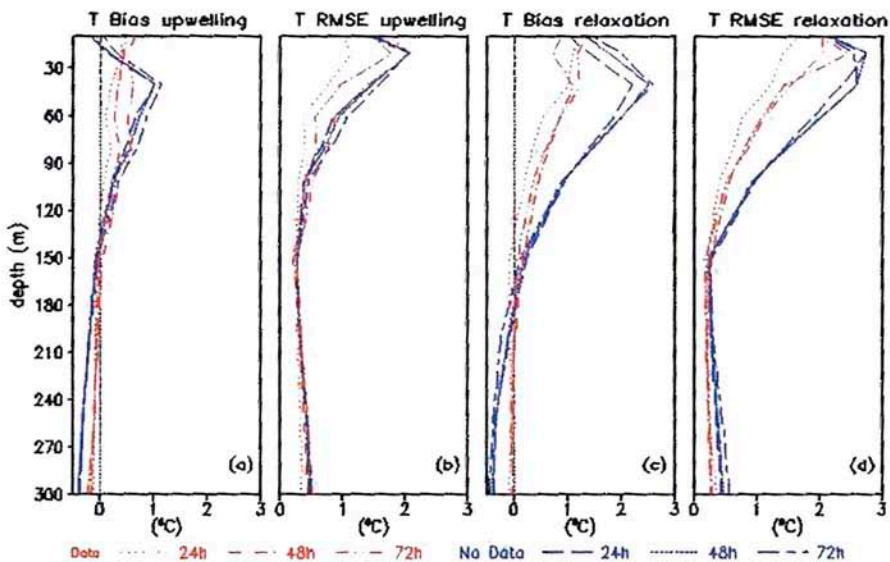 T Bias upwelling
T RMSE upwelling
T Bias relaxation
T RMSE relaxation
depth (m)
30
60
90
120
150
180
210
240
270
300
(a)
(b)
(c)
(d)
0 1 2 3
0 1 2 3
0 1 2 3
0 1 2 3
(°C)
(°C)
(°C)
(°C)
Data 24h 48h 72h No Data 24h 48h 72h